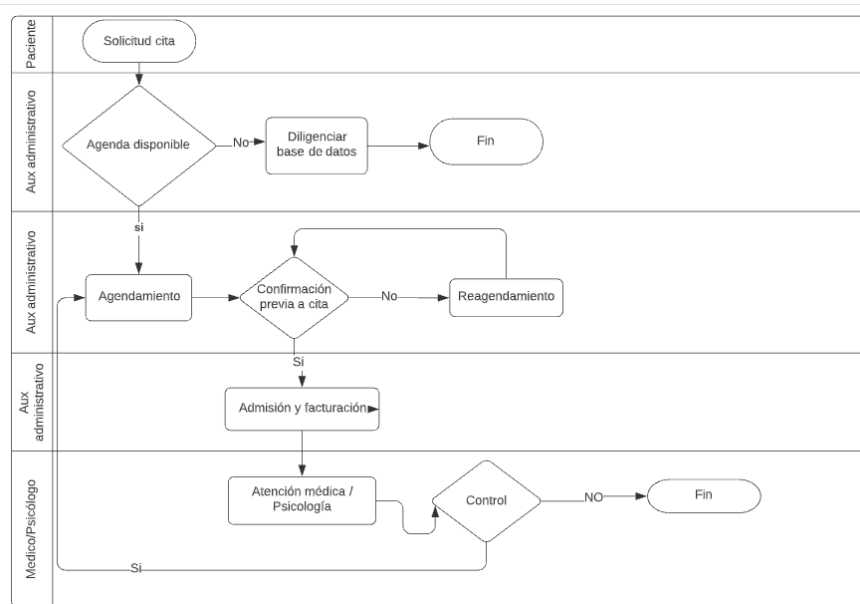 Paciente
Solicitud cita
Aux administrativo
Agenda disponible
No
Diligenciar
base de datos
Fin
si
Aux administrativo
Agendamiento
Confirmación
previa a cita
No
Reagendamiento
Si
Aux
administrativo
Admisión y facturación
Medico/Psicólogo
Atención médica /
Psicología
Control
NO
Fin
Si